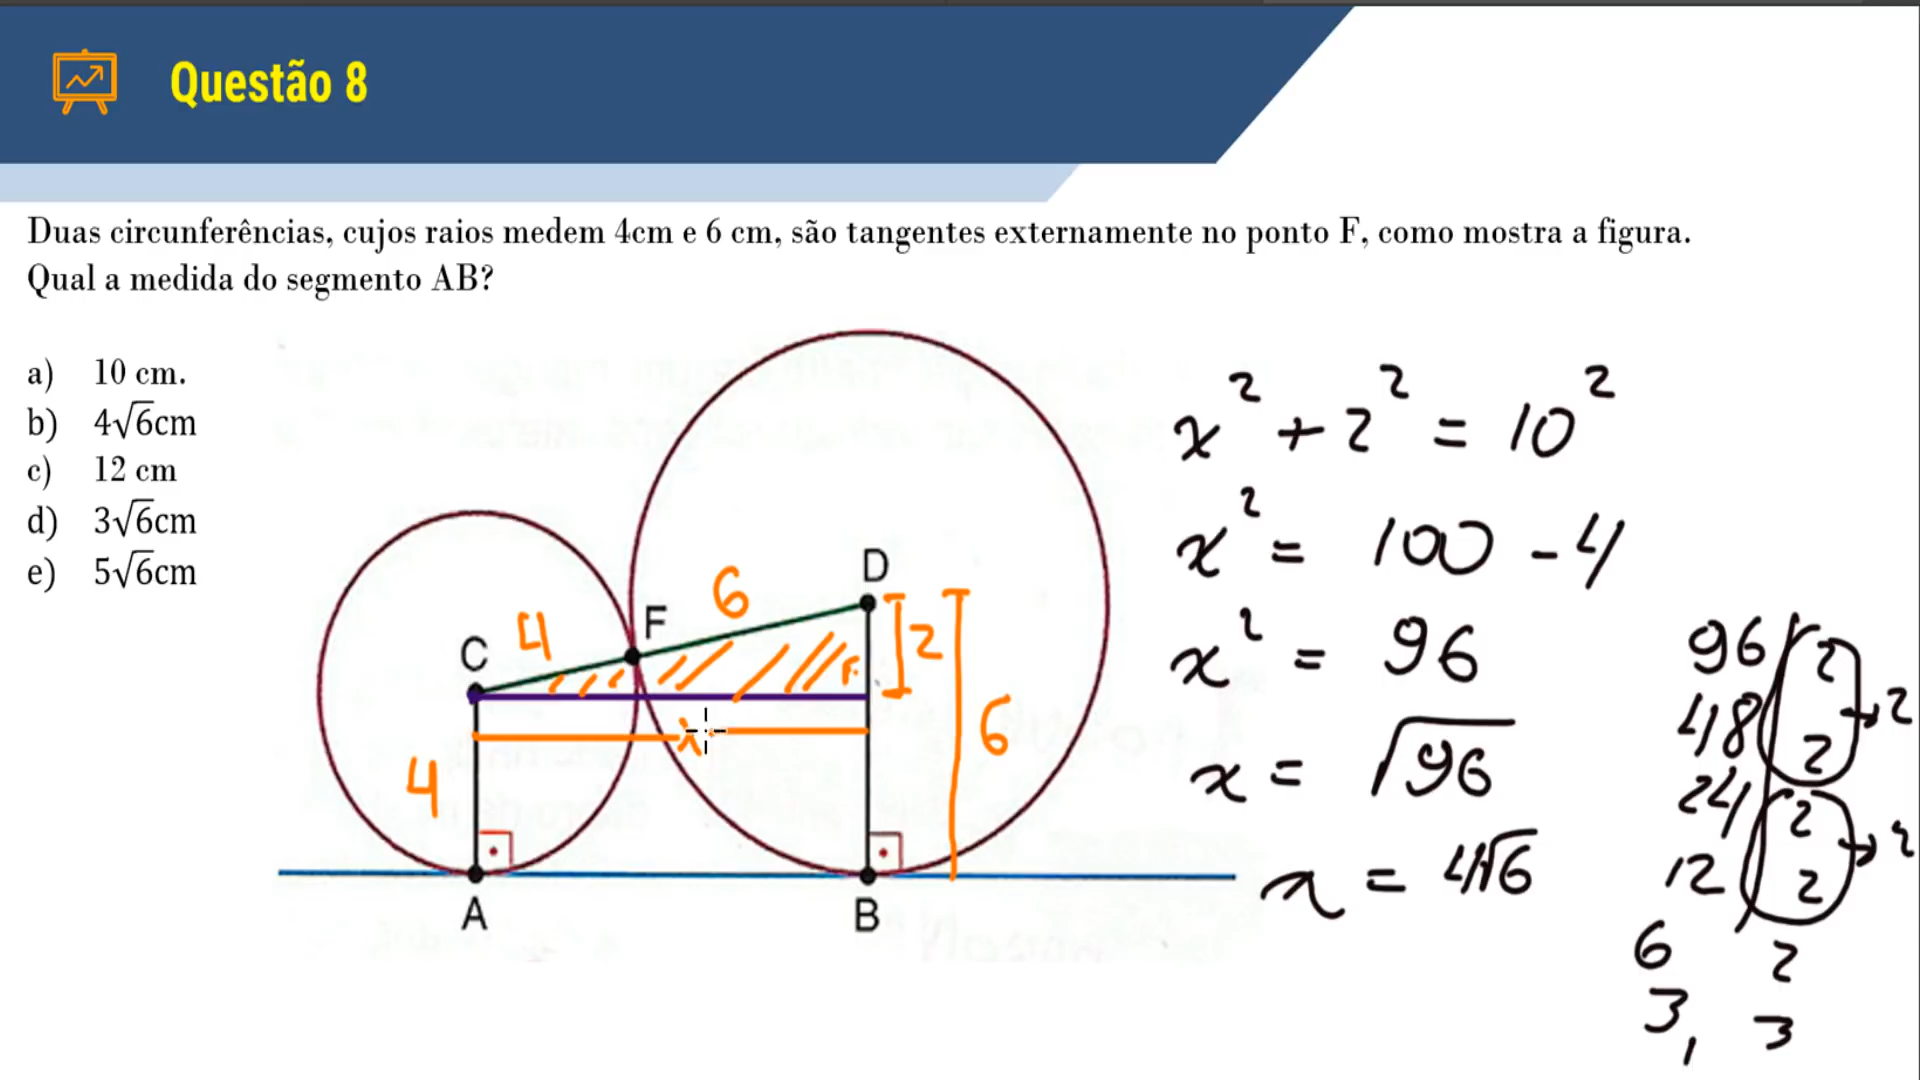 Questão 8
Duas circunferências, cujos raios medem 4cm e 6 cm, são tangentes externamente no ponto F, como mostra a figura.
Qual a medida do segmento AB?
a) 10 cm.
b) 4√6cm
c) 12 cm
d) 3√6cm
e) 5√6cm
D
6
F
4
C
2
x
6
4
A
B
x² + 2² = 10²
x² = 100 - 4
x² = 96
x = √96
x = 4√6
96 2
48 2 → 2
24 2
12 2 → 2
6 2
3 3
1